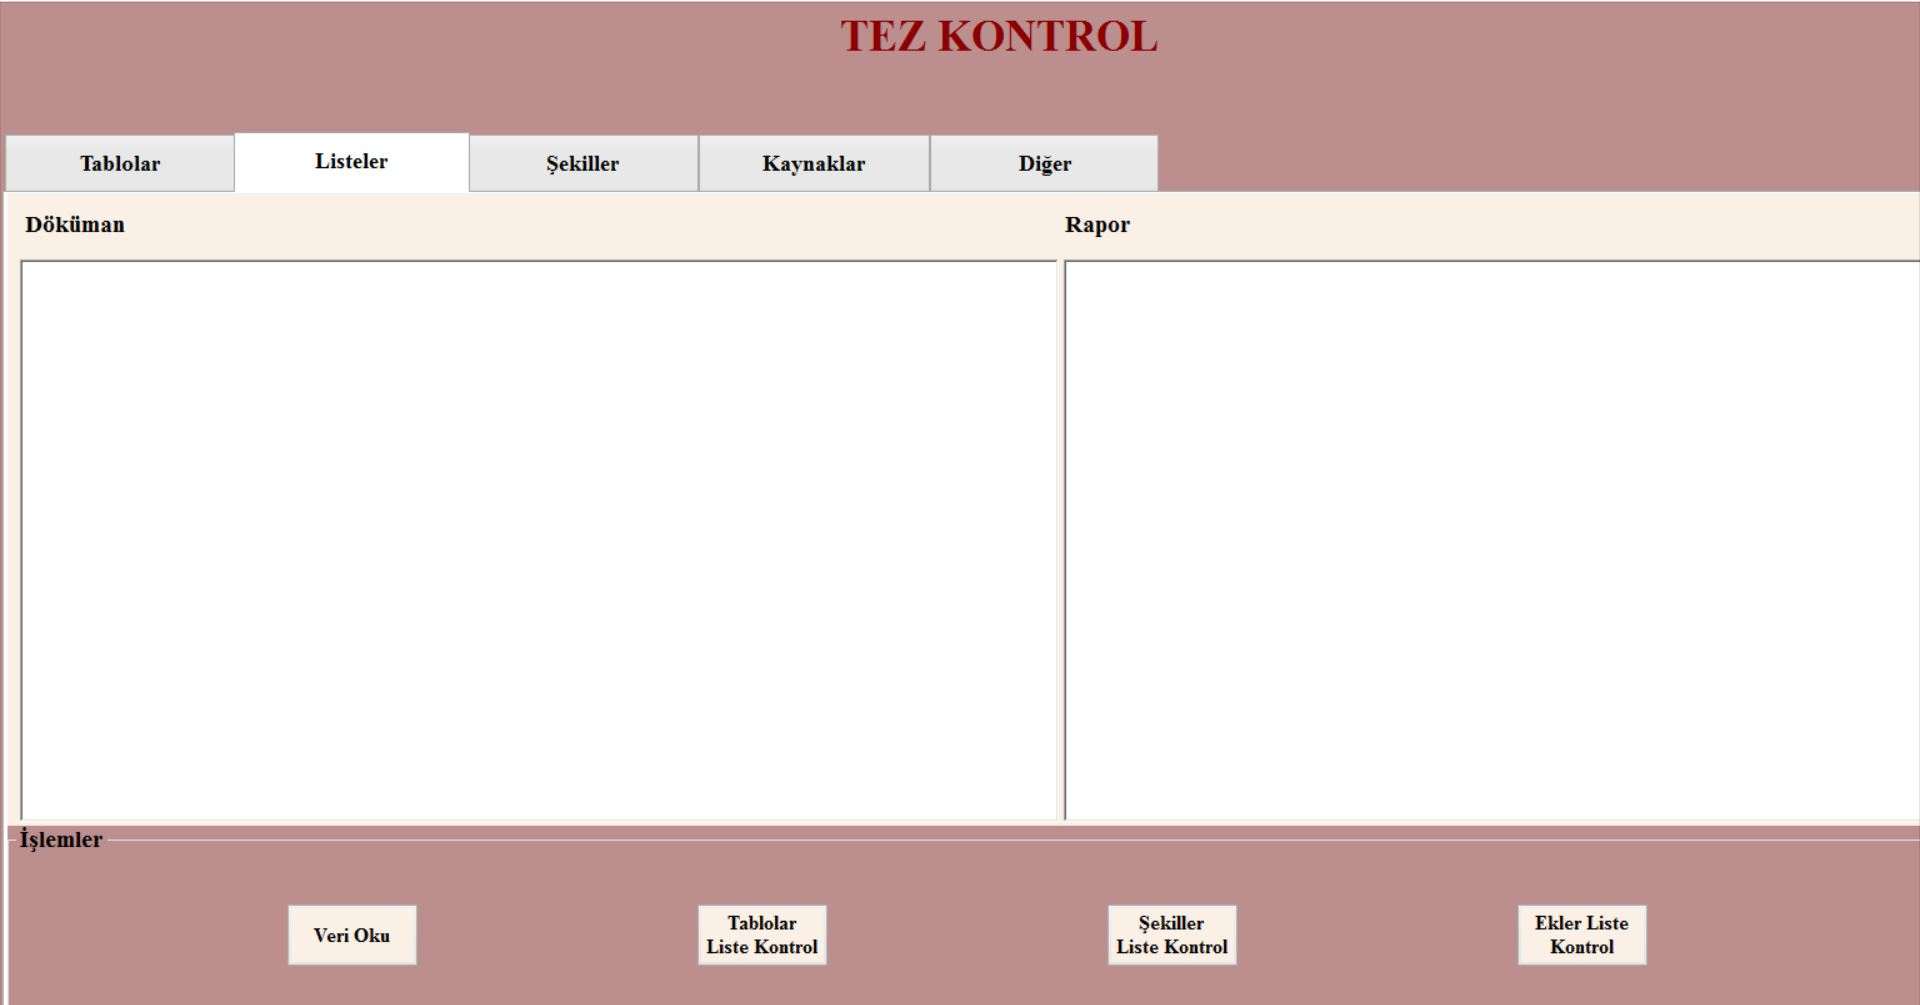 TEZ KONTROL
Tablolar
Listeler
Şekiller
Kaynaklar
Diğer
Döküman
Rapor
İşlemler
Veri Oku
Tablolar
Liste Kontrol
Şekiller
Liste Kontrol
Ekler Liste
Kontrol